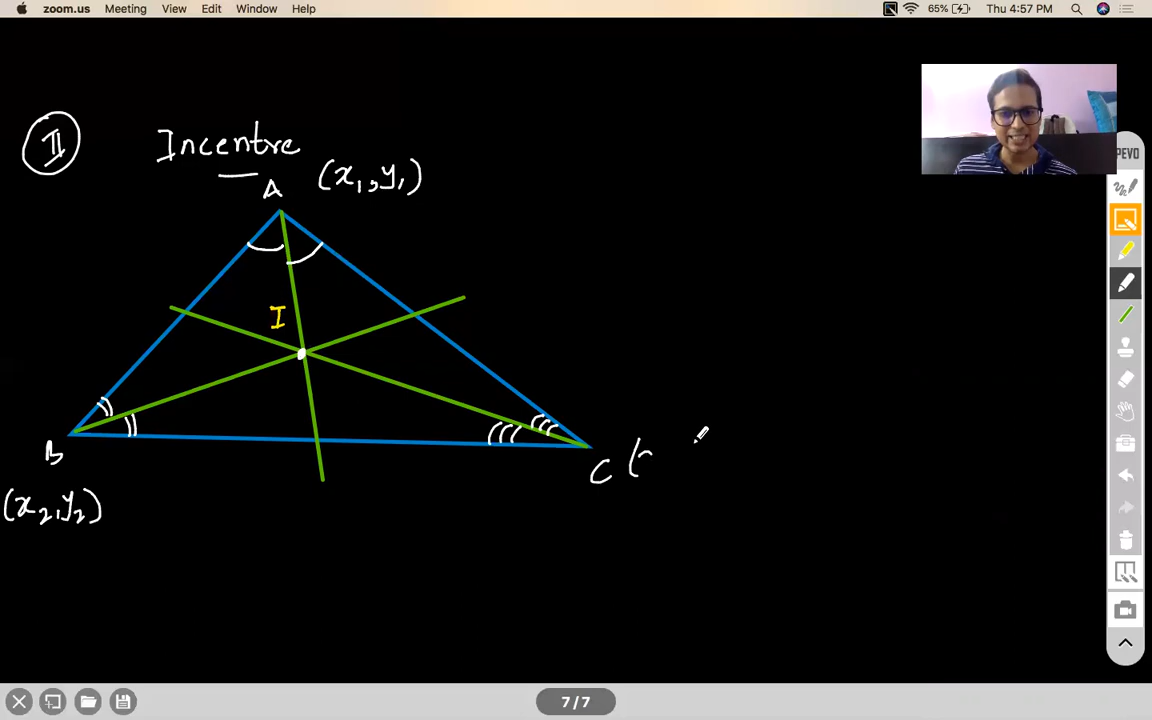 zoom.us Meeting View Edit Window Help 65% Thu 4:57 PM
II Incentre
A (x₁,y₁)
I
B
C (
(x₂,y₂)
PEVO
7/7